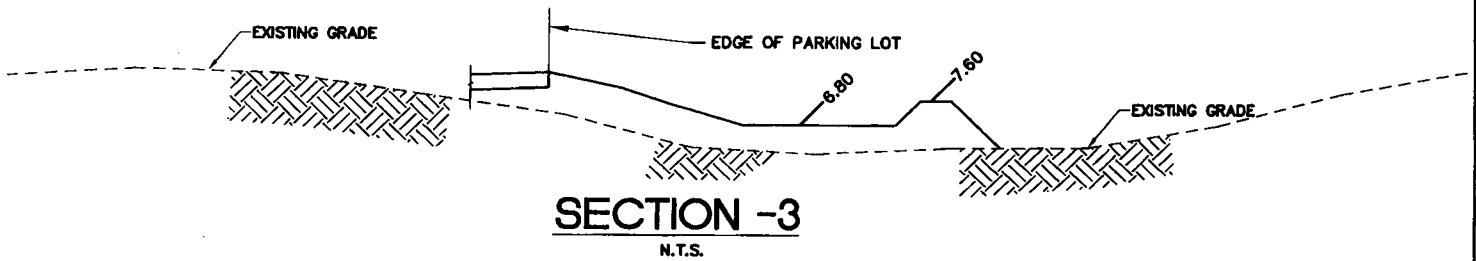 EXISTING GRADE
EDGE OF PARKING LOT
6.80
7.60
EXISTING GRADE
SECTION -3
N.T.S.